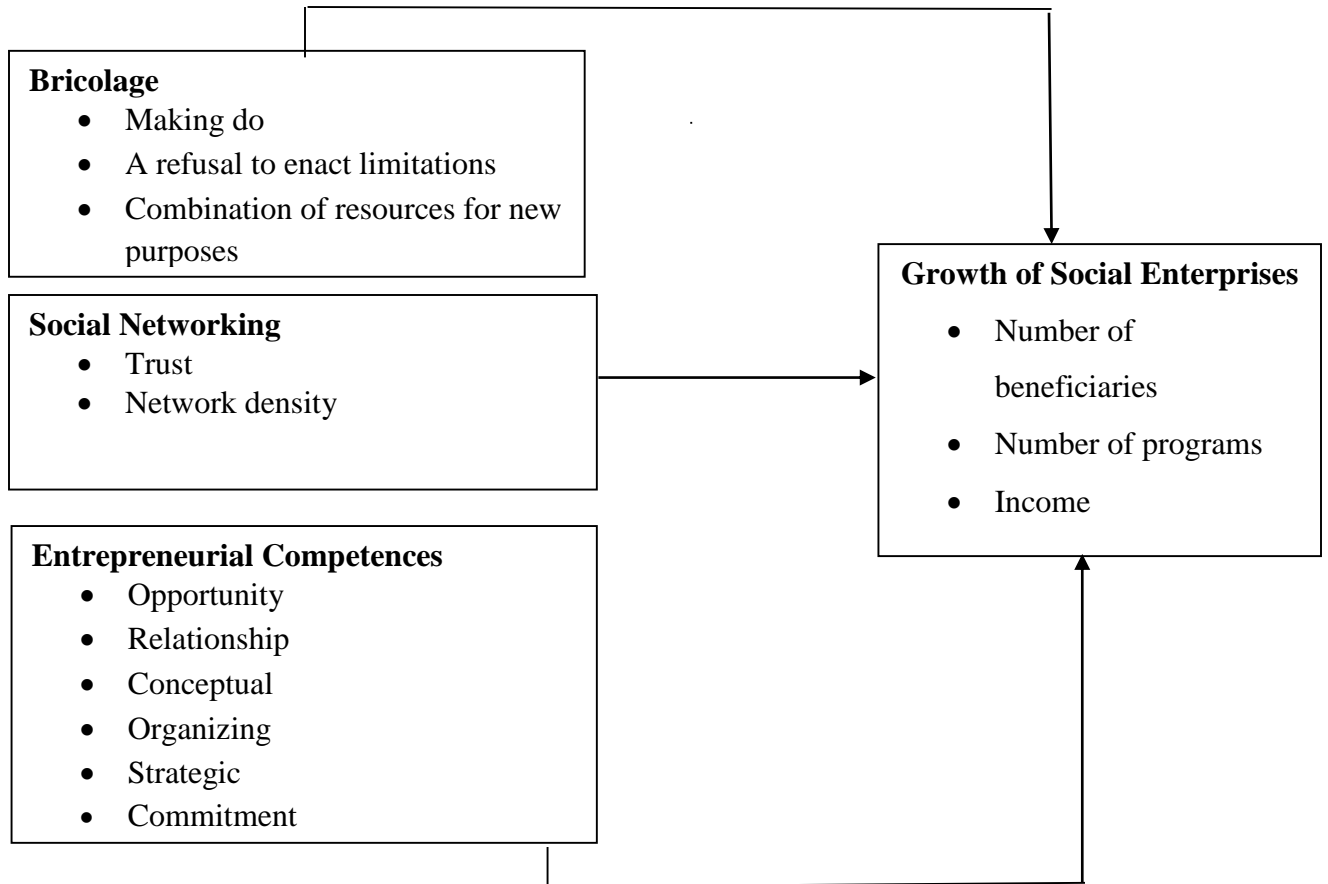 Bricolage
• Making do
• A refusal to enact limitations
• Combination of resources for new
purposes
Social Networking
• Trust
• Network density
Entrepreneurial Competences
• Opportunity
• Relationship
• Conceptual
• Organizing
• Strategic
• Commitment
Growth of Social Enterprises
• Number of
beneficiaries
• Number of programs
• Income